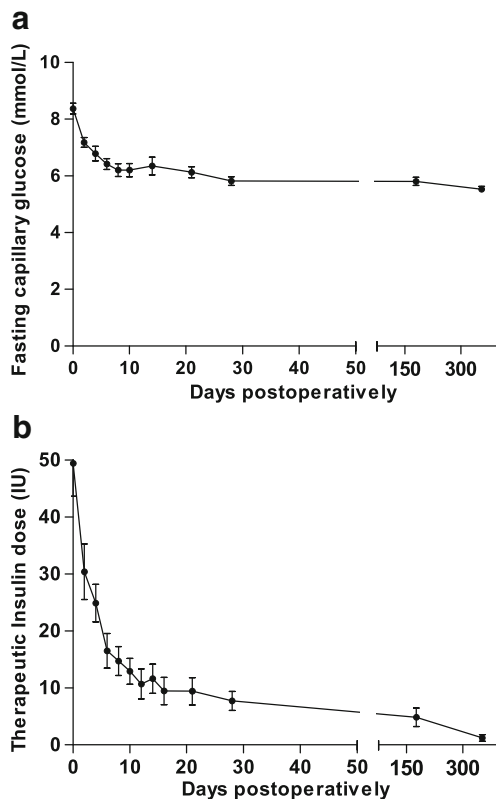 a
Fasting capillary glucose (mmol/L)
10
8
6
4
2
0
0 10 20 30 40 50 150 300
Days postoperatively
b
Therapeutic Insulin dose (IU)
50
40
30
20
10
0
0 10 20 30 40 50 150 300
Days postoperatively